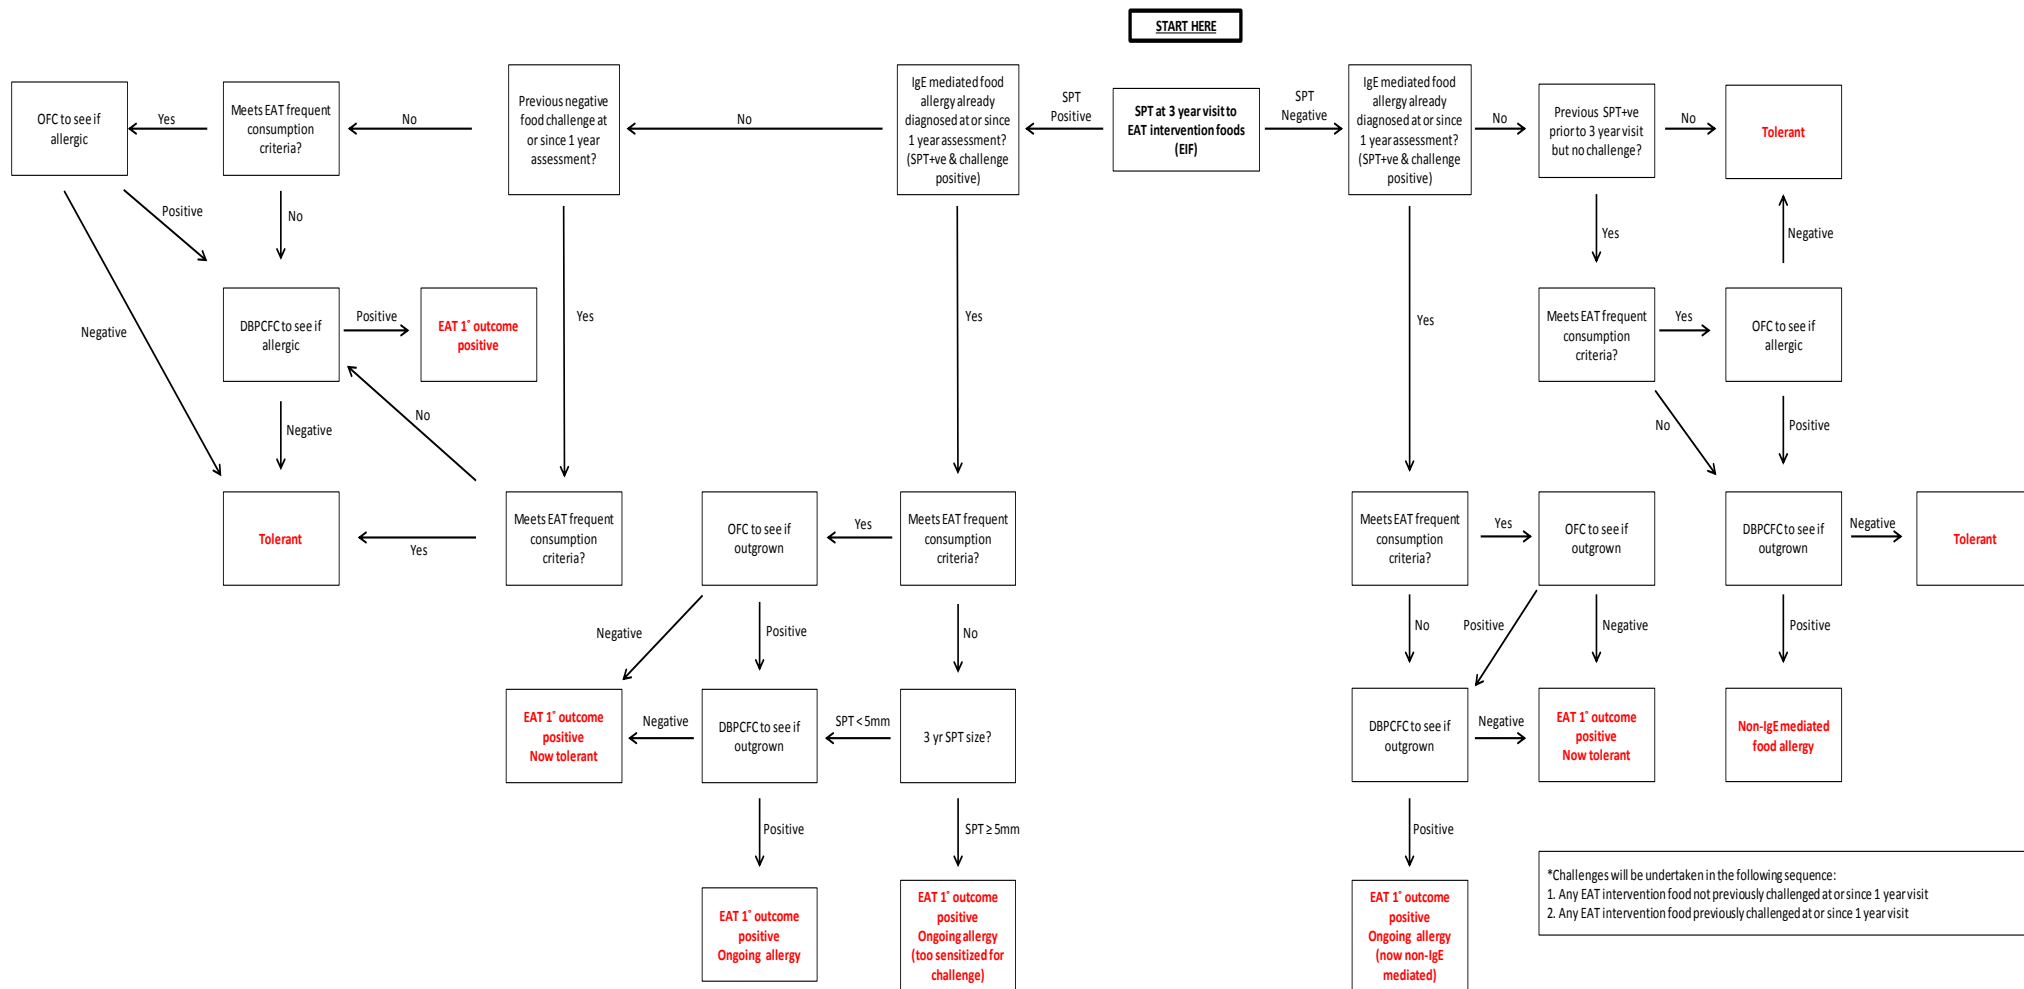 START HERE
OFC to see if
allergic
Yes
Meets EAT frequent
consumption
criteria?
No
Previous negative
food challenge at
or since 1 year
assessment?
No
IgE mediated food
allergy already
diagnosed at or since
1 year assessment?
(SPT+ve & challenge
positive)
SPT
Positive
SPT at 3 year visit to
EAT intervention foods
(EIF)
SPT
Negative
IgE mediated food
allergy already
diagnosed at or since
1 year assessment?
(SPT+ve & challenge
positive)
No
Previous SPT+ve
prior to 3 year visit
but no challenge?
No
Tolerant
Positive
No
Yes
Negative
Negative
DBPCFC to see if
allergic
Positive
EAT 1° outcome
positive
Yes
Yes
Yes
Meets EAT frequent
consumption
criteria?
Yes
OFC to see if
allergic
No
Negative
No
Positive
Tolerant
Yes
Meets EAT frequent
consumption
criteria?
OFC to see if
outgrown
Yes
Meets EAT frequent
consumption
criteria?
Meets EAT frequent
consumption
criteria?
Yes
OFC to see if
outgrown
DBPCFC to see if
outgrown
Negative
Tolerant
Negative
Positive
No
No
Positive
Negative
Positive
EAT 1° outcome
positive
Now tolerant
Negative
DBPCFC to see if
outgrown
SPT < 5mm
3 yr SPT size?
DBPCFC to see if
outgrown
Negative
EAT 1° outcome
positive
Now tolerant
Non-IgE mediated
food allergy
Positive
SPT ≥ 5mm
Positive
EAT 1° outcome
positive
Ongoing allergy
EAT 1° outcome
positive
Ongoing allergy
(too sensitized for
challenge)
EAT 1° outcome
positive
Ongoing allergy
(now non-IgE
mediated)
*Challenges will be undertaken in the following sequence:
1. Any EAT intervention food not previously challenged at or since 1 year visit
2. Any EAT intervention food previously challenged at or since 1 year visit